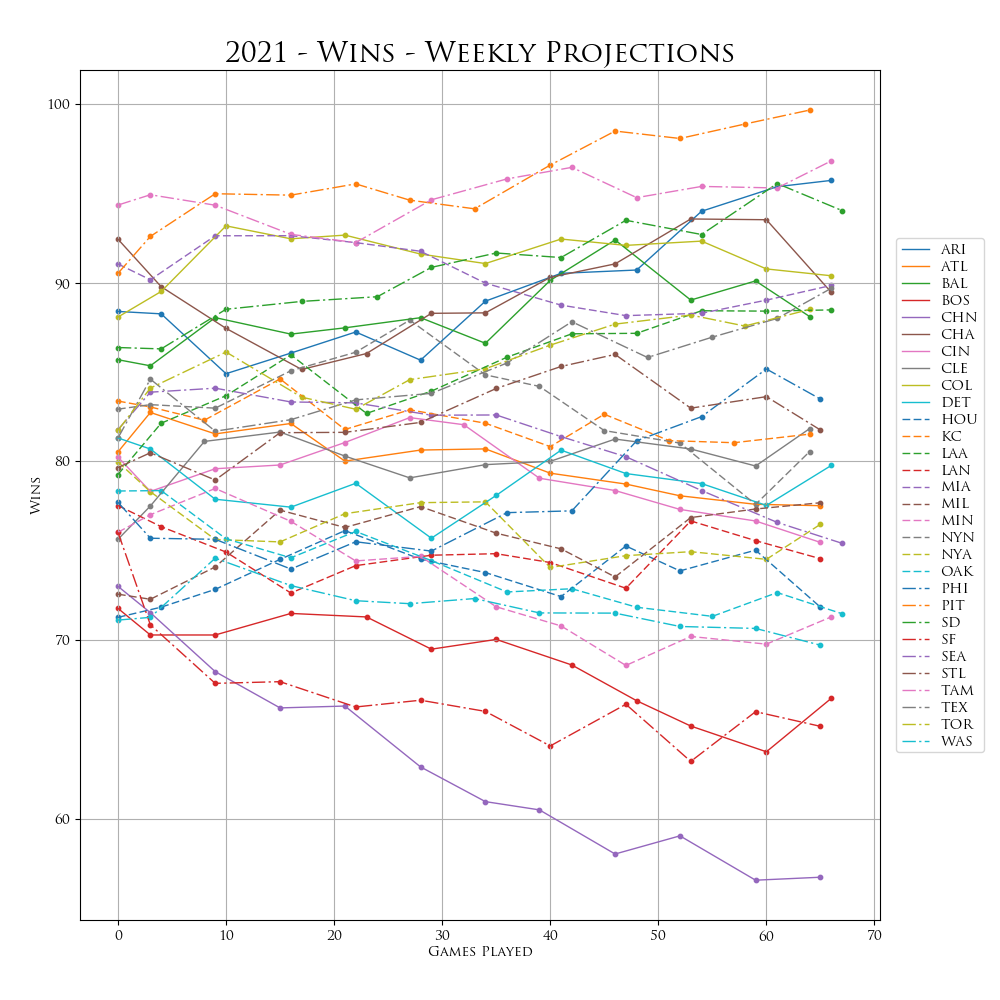 2021 - Wins - Weekly Projections
100
90
80
70
60
Wins
0 10 20 30 40 50 60 70
Games Played
ARI
ATL
BAL
BOS
CHN
CHA
CIN
CLE
COL
DET
HOU
KC
LAA
LAN
MIA
MIL
MIN
NYN
NYA
OAK
PHI
PIT
SD
SF
SEA
STL
TAM
TEX
TOR
WAS